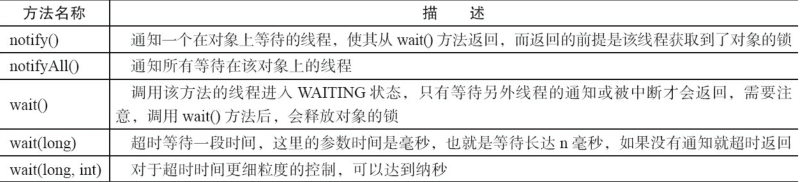 方法名称 描 述
notify() 通知一个在对象上等待的线程，使其从 wait() 方法返回，而返回的前提是该线程获取到了对象的锁
notifyAll() 通知所有等待在该对象上的线程
wait() 调用该方法的线程进入 WAITING 状态，只有等待另外线程的通知或被中断才会返回，需要注
意，调用 wait() 方法后，会释放对象的锁
wait(long) 超时等待一段时间，这里的参数时间是毫秒，也就是等待长达 n 毫秒，如果没有通知就超时返回
wait(long, int) 对于超时时间更细粒度的控制，可以达到纳秒